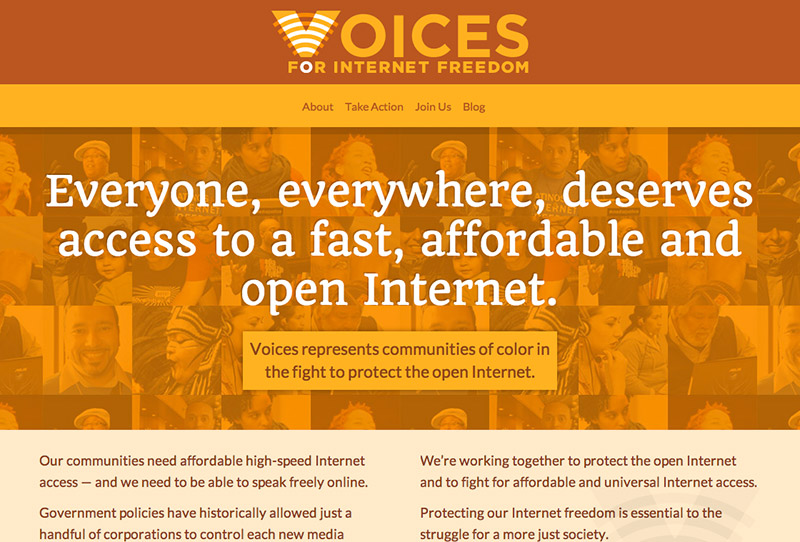 VOICES
FOR INTERNET FREEDOM
About Take Action Join Us Blog
Everyone, everywhere, deserves
access to a fast, affordable and
open Internet.
Voices represents communities of color in
the fight to protect the open Internet.
Our communities need affordable high-speed Internet
access — and we need to be able to speak freely online.
Government policies have historically allowed just a
handful of corporations to control each new media
We're working together to protect the open Internet
and to fight for affordable and universal Internet access.
Protecting our Internet freedom is essential to the
struggle for a more just society.